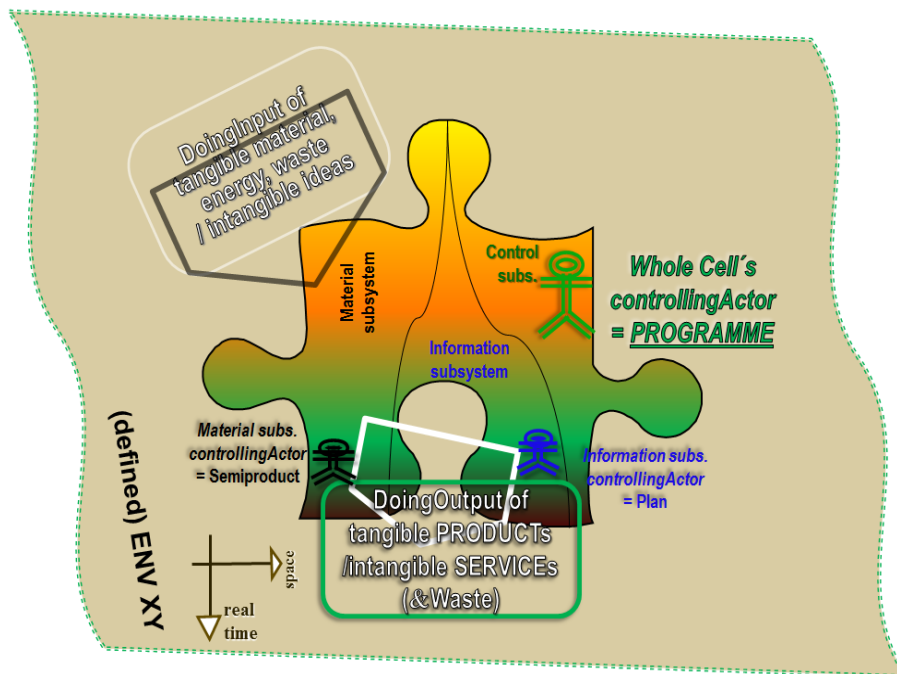 DoingInput of
tangible material,
energy, waste
/ intangible ideas
Material
subsystem
Control
subs.
Whole Cell´s
controllingActor
= PROGRAMME
Information
subsystem
Material subs.
controllingActor
= Semiproduct
Information subs.
controllingActor
= Plan
DoingOutput of
tangible PRODUCTs
/intangible SERVICEs
(&Waste)
(defined) ENV XY
space
real
time